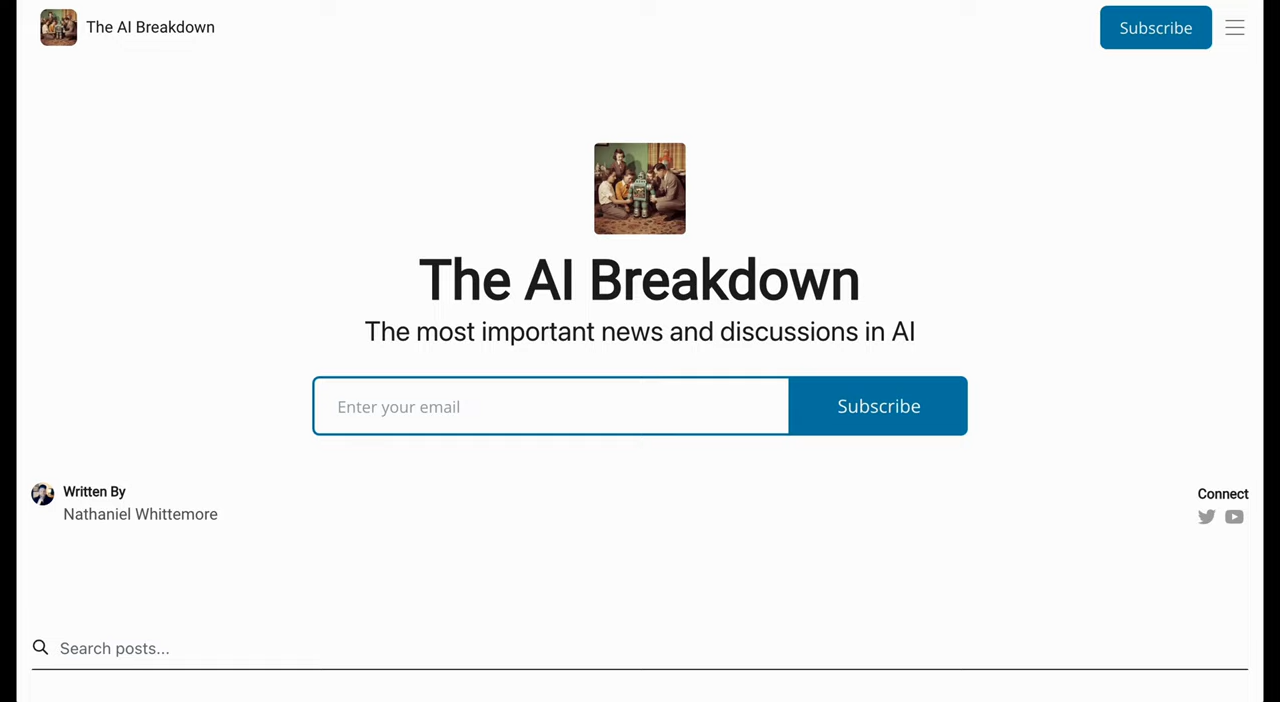 The AI Breakdown
Subscribe
The AI Breakdown
The most important news and discussions in AI
Enter your email
Subscribe
Written By
Nathaniel Whittemore
Connect
Search posts...